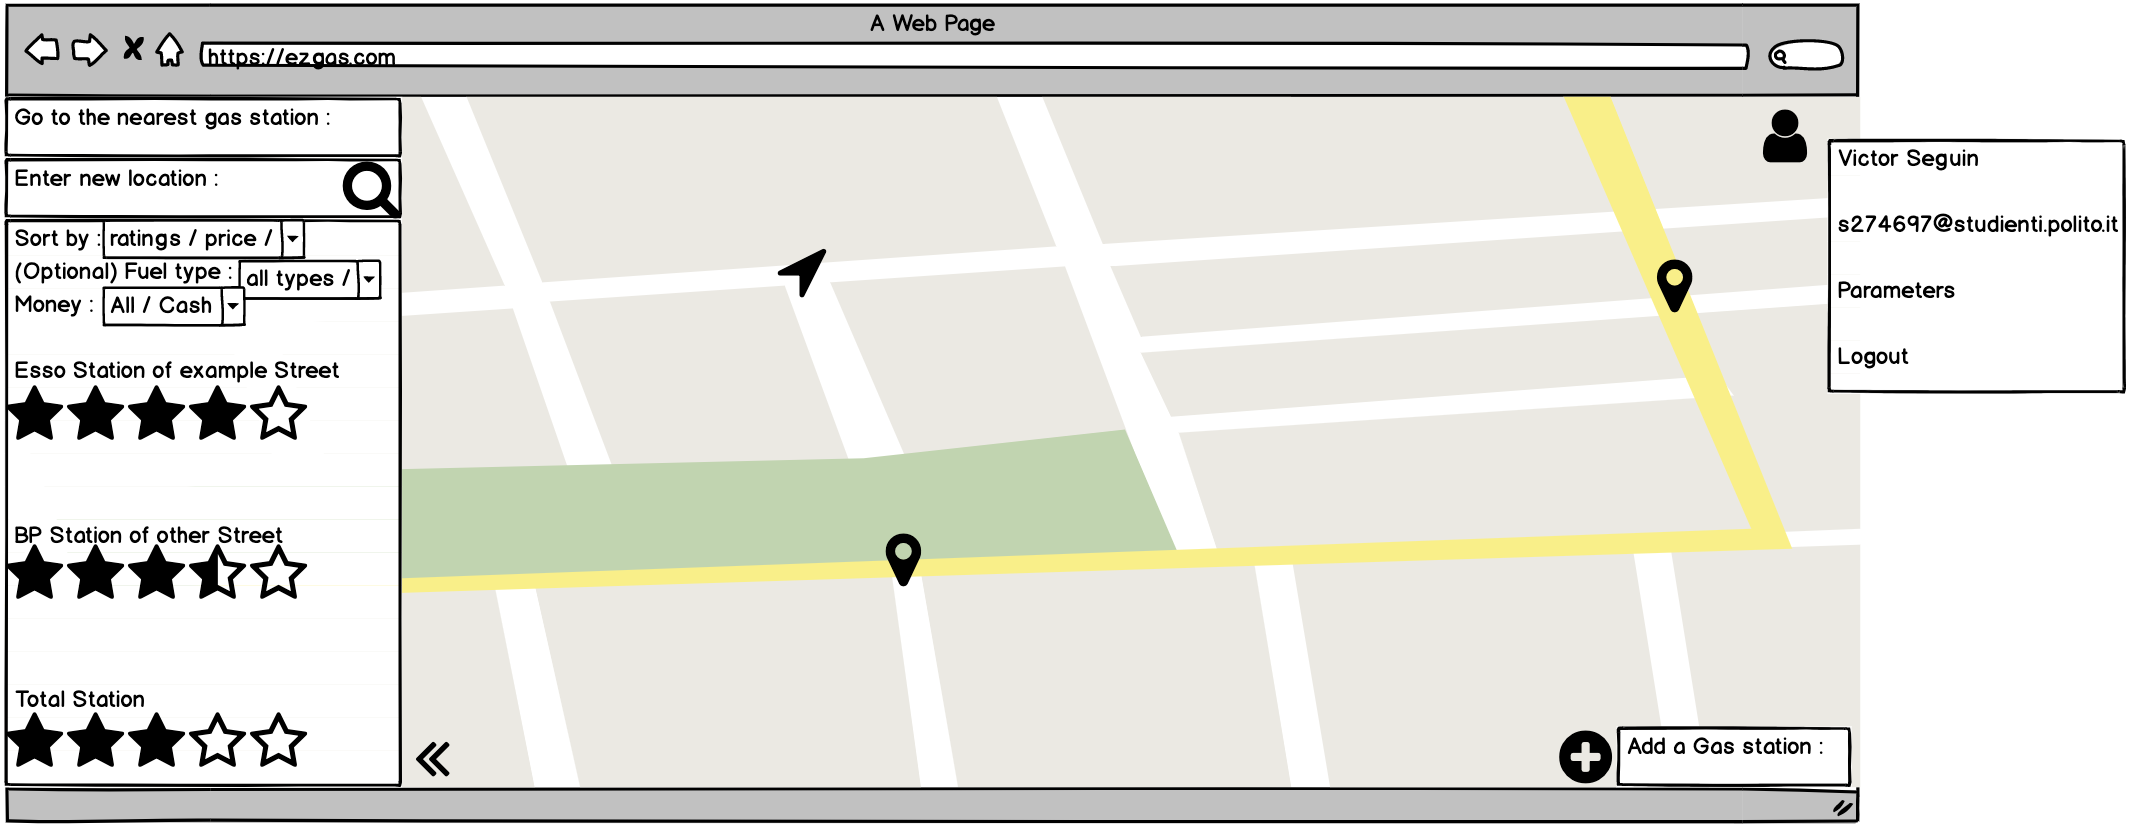 A Web Page
https://ezgas.com
Go to the nearest gas station :
Enter new location :
Sort by : ratings / price /
(Optional) Fuel type : all types /
Money : All / Cash
Esso Station of example Street
BP Station of other Street
Total Station
Victor Seguin
s274697@studienti.polito.it
Parameters
Logout
Add a Gas station :